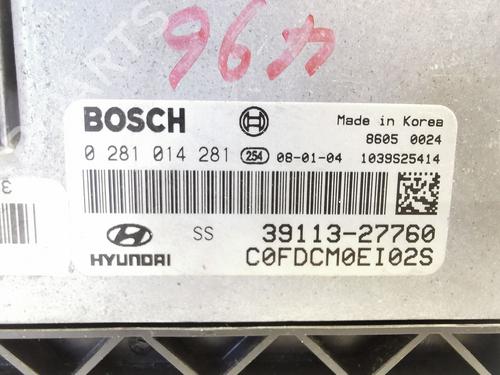 496
BOSCH
Made in Korea
8605 0024
0 281 014 281 254 08-01-04 1039S25414
SS 39113-27760
HYUNDAI C0FDCM0EI02S